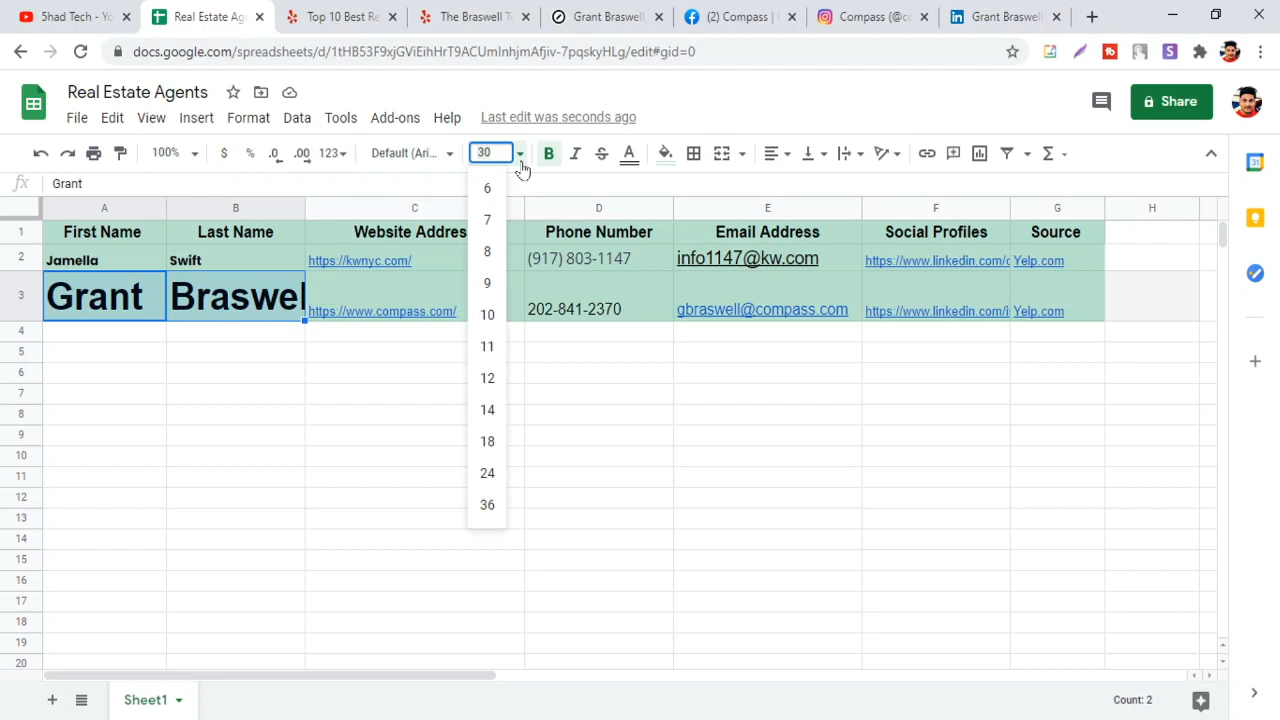 5had Tech - Yo
Real Estate Age
Top 10 Best Re
The Braswell To
Grant Braswell,
(2) Compass | F
Compass (@co
Grant Braswell
docs.google.com/spreadsheets/d/1tHB53F9xjGViEihHrT9ACUmInhjmAfjiv-7pqskyHLg/edit#gid=0
Real Estate Agents
Share
File Edit View Insert Format Data Tools Add-ons Help Last edit was seconds ago
100% $ % .0 .00 123 Default (Ari... 30 B I S A
fx Grant
A B C D E F G H
1 First Name Last Name Website Addres Phone Number Email Address Social Profiles Source
2 Jamella Swift https://kwnyc.com/ (917) 803-1147 info1147@kw.com https://www.linkedin.com/c Yelp.com
3 Grant Braswel https://www.compass.com/ 202-841-2370 gbraswell@compass.com https://www.linkedin.com/i Yelp.com
6
7
8
9
10
11
12
14
18
24
36
4
5
6
7
8
9
10
11
12
13
14
15
16
17
18
19
20
31
Sheet1
Count: 2